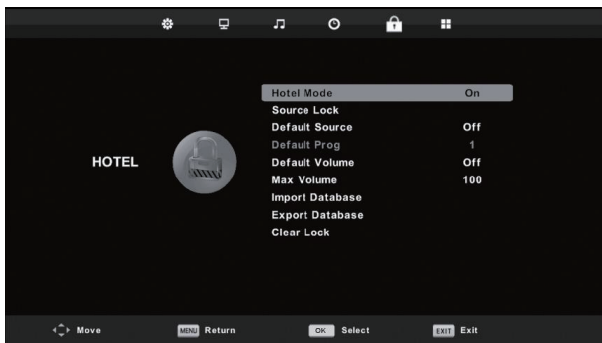 Hotel Mode On
Source Lock
Default Source Off
Default Prog 1
HOTEL
Default Volume Off
Max Volume 100
Import Database
Export Database
Clear Lock
Move MENU Return OK Select EXIT Exit